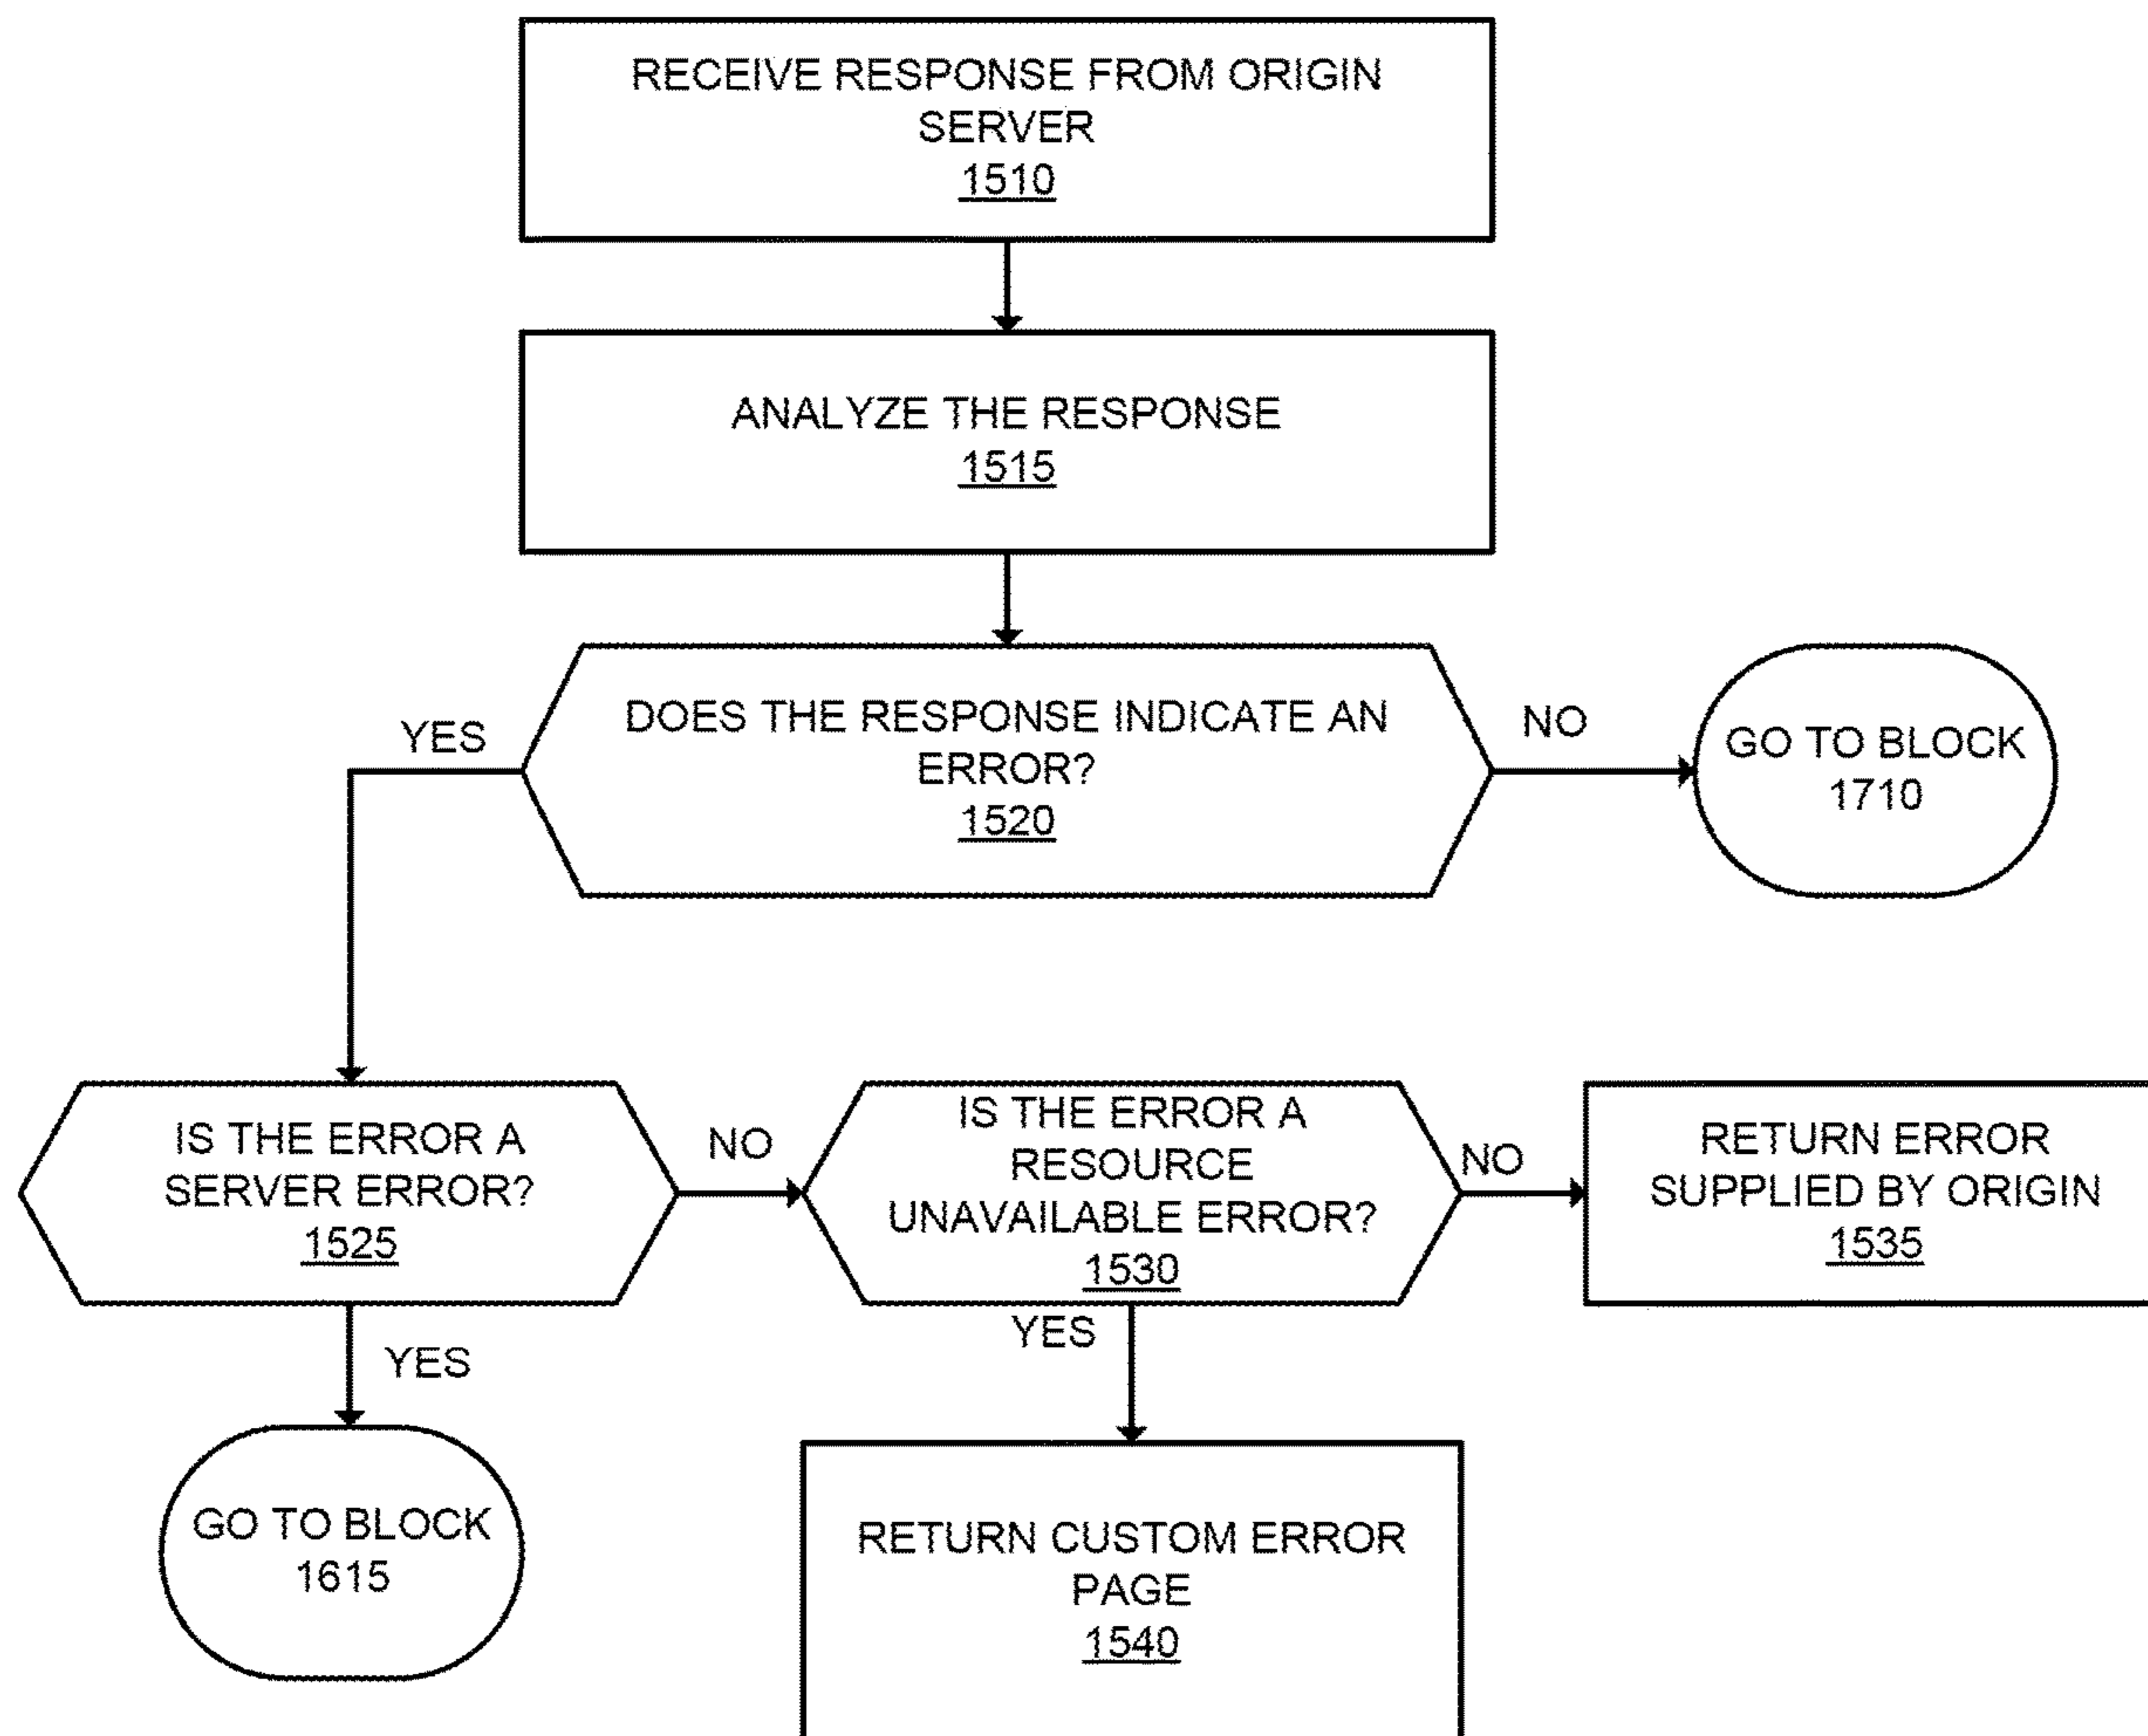 RECEIVE RESPONSE FROM ORIGIN
SERVER
1510
ANALYZE THE RESPONSE
1515
YES
DOES THE RESPONSE INDICATE AN
ERROR?
1520
NO
GO TO BLOCK
1710
IS THE ERROR A
SERVER ERROR?
1525
NO
IS THE ERROR A
RESOURCE
UNAVAILABLE ERROR?
1530
NO
RETURN ERROR
SUPPLIED BY ORIGIN
1535
YES
GO TO BLOCK
1615
YES
RETURN CUSTOM ERROR
PAGE
1540